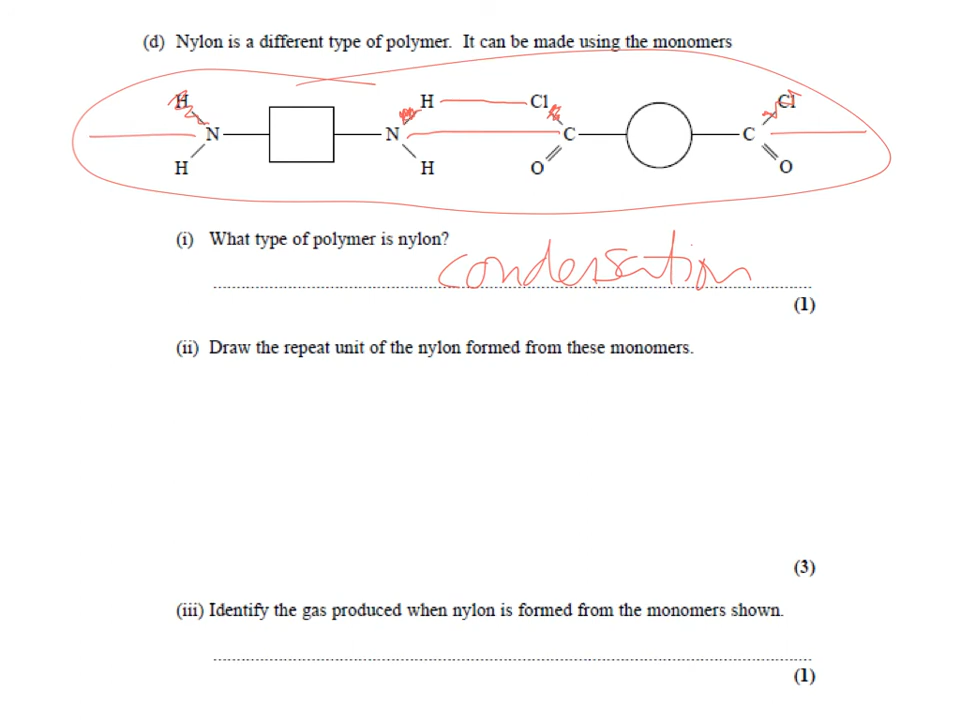 (d) Nylon is a different type of polymer. It can be made using the monomers
H H Cl Cl
N N C C
H H O O
(i) What type of polymer is nylon?
condensation
(1)
(ii) Draw the repeat unit of the nylon formed from these monomers.
(3)
(iii) Identify the gas produced when nylon is formed from the monomers shown.
(1)